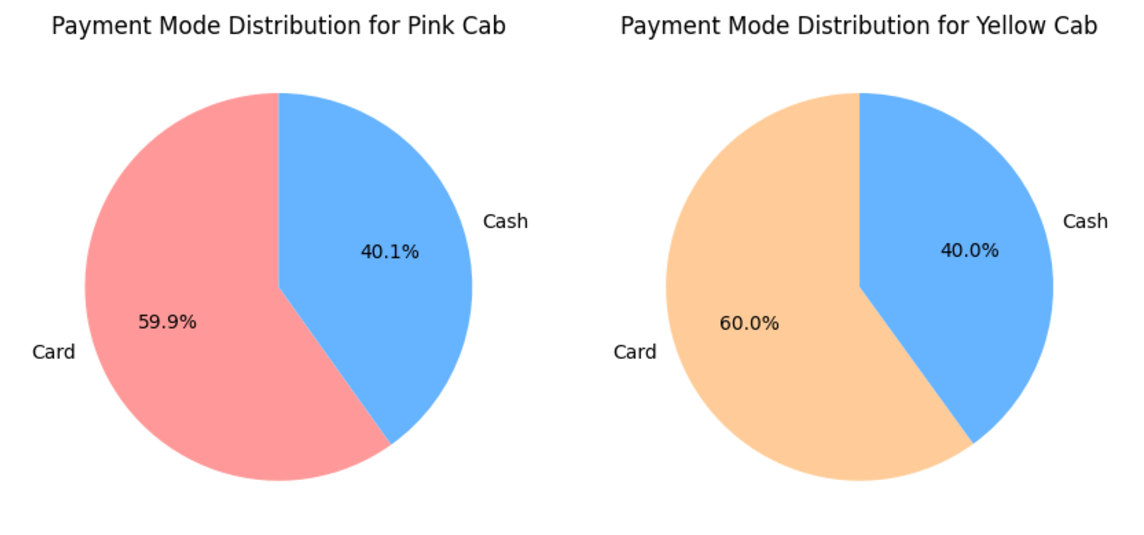 Payment Mode Distribution for Pink Cab
Cash
40.1%
59.9%
Card
Payment Mode Distribution for Yellow Cab
Cash
40.0%
60.0%
Card